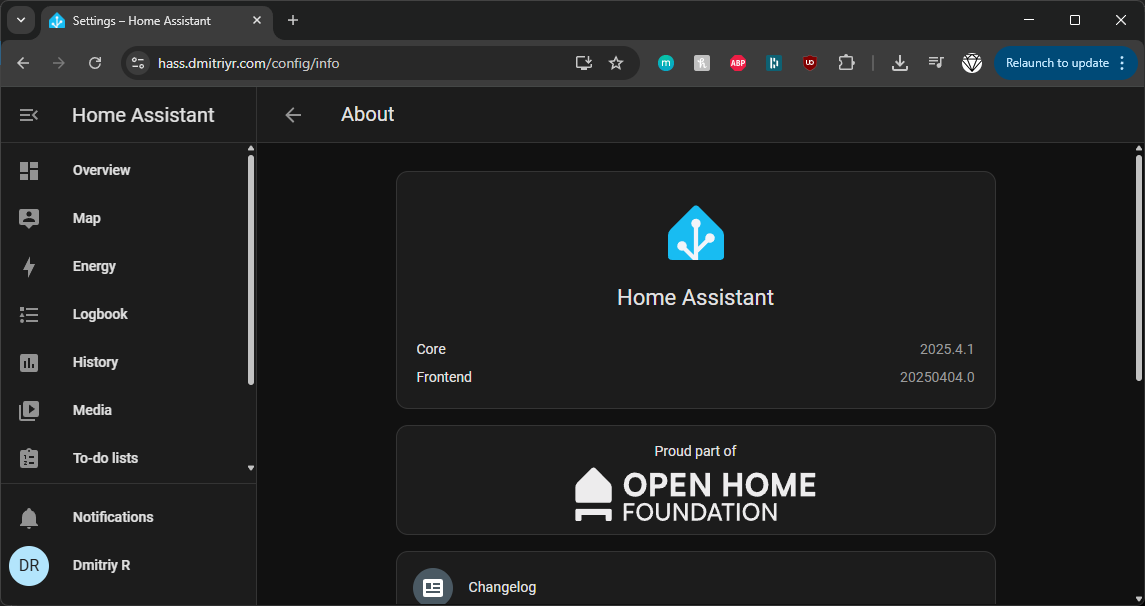 Settings – Home Assistant
hass.dmitriyr.com/config/info
m
ABP
UD
Relaunch to update
Home Assistant
About
Overview
Map
Energy
Logbook
History
Media
To-do lists
Notifications
DR
Dmitriy R
Home Assistant
Core 2025.4.1
Frontend 20250404.0
Proud part of
OPEN HOME
FOUNDATION
Changelog